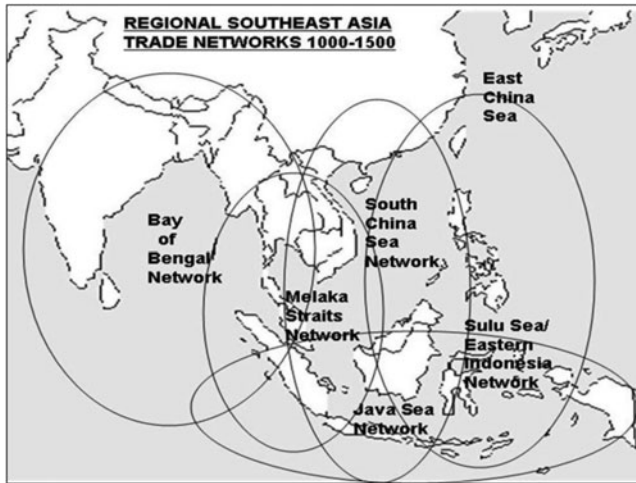 REGIONAL SOUTHEAST ASIA
TRADE NETWORKS 1000-1500
East
China
Sea
Bay
of
Bengal
Network
South
China
Sea
Network
Melaka
Straits
Network
Sulu Sea/
Eastern
Indonesia
Network
Java Sea
Network